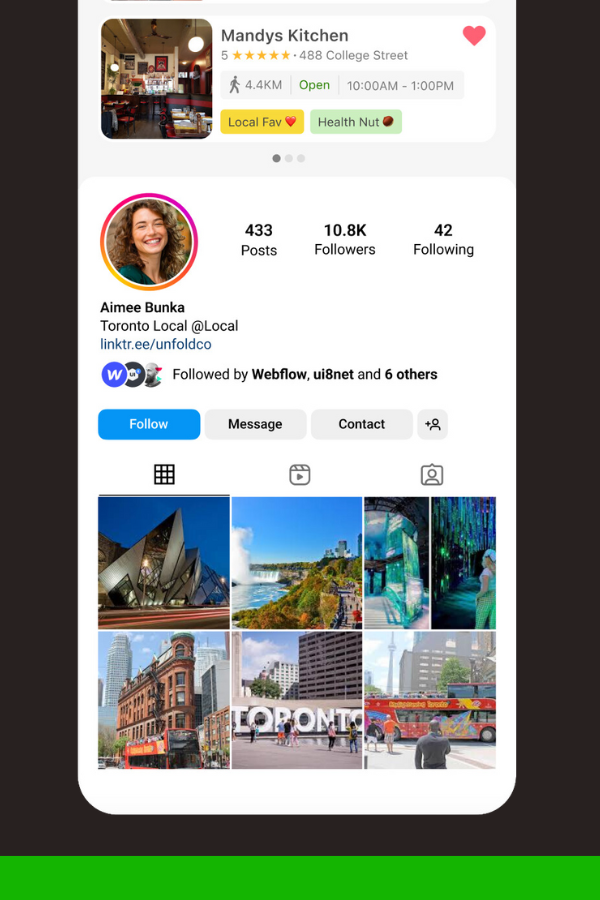 Mandys Kitchen
5 ★★★★★ · 488 College Street
4.4KM Open 10:00AM - 1:00PM
Local Fav ❤️ Health Nut 🌰
433 10.8K 42
Posts Followers Following
Aimee Bunka
Toronto Local @Local
linktr.ee/unfoldco
W ui8
Followed by Webflow, ui8net and 6 others
Follow Message Contact
TORONTO